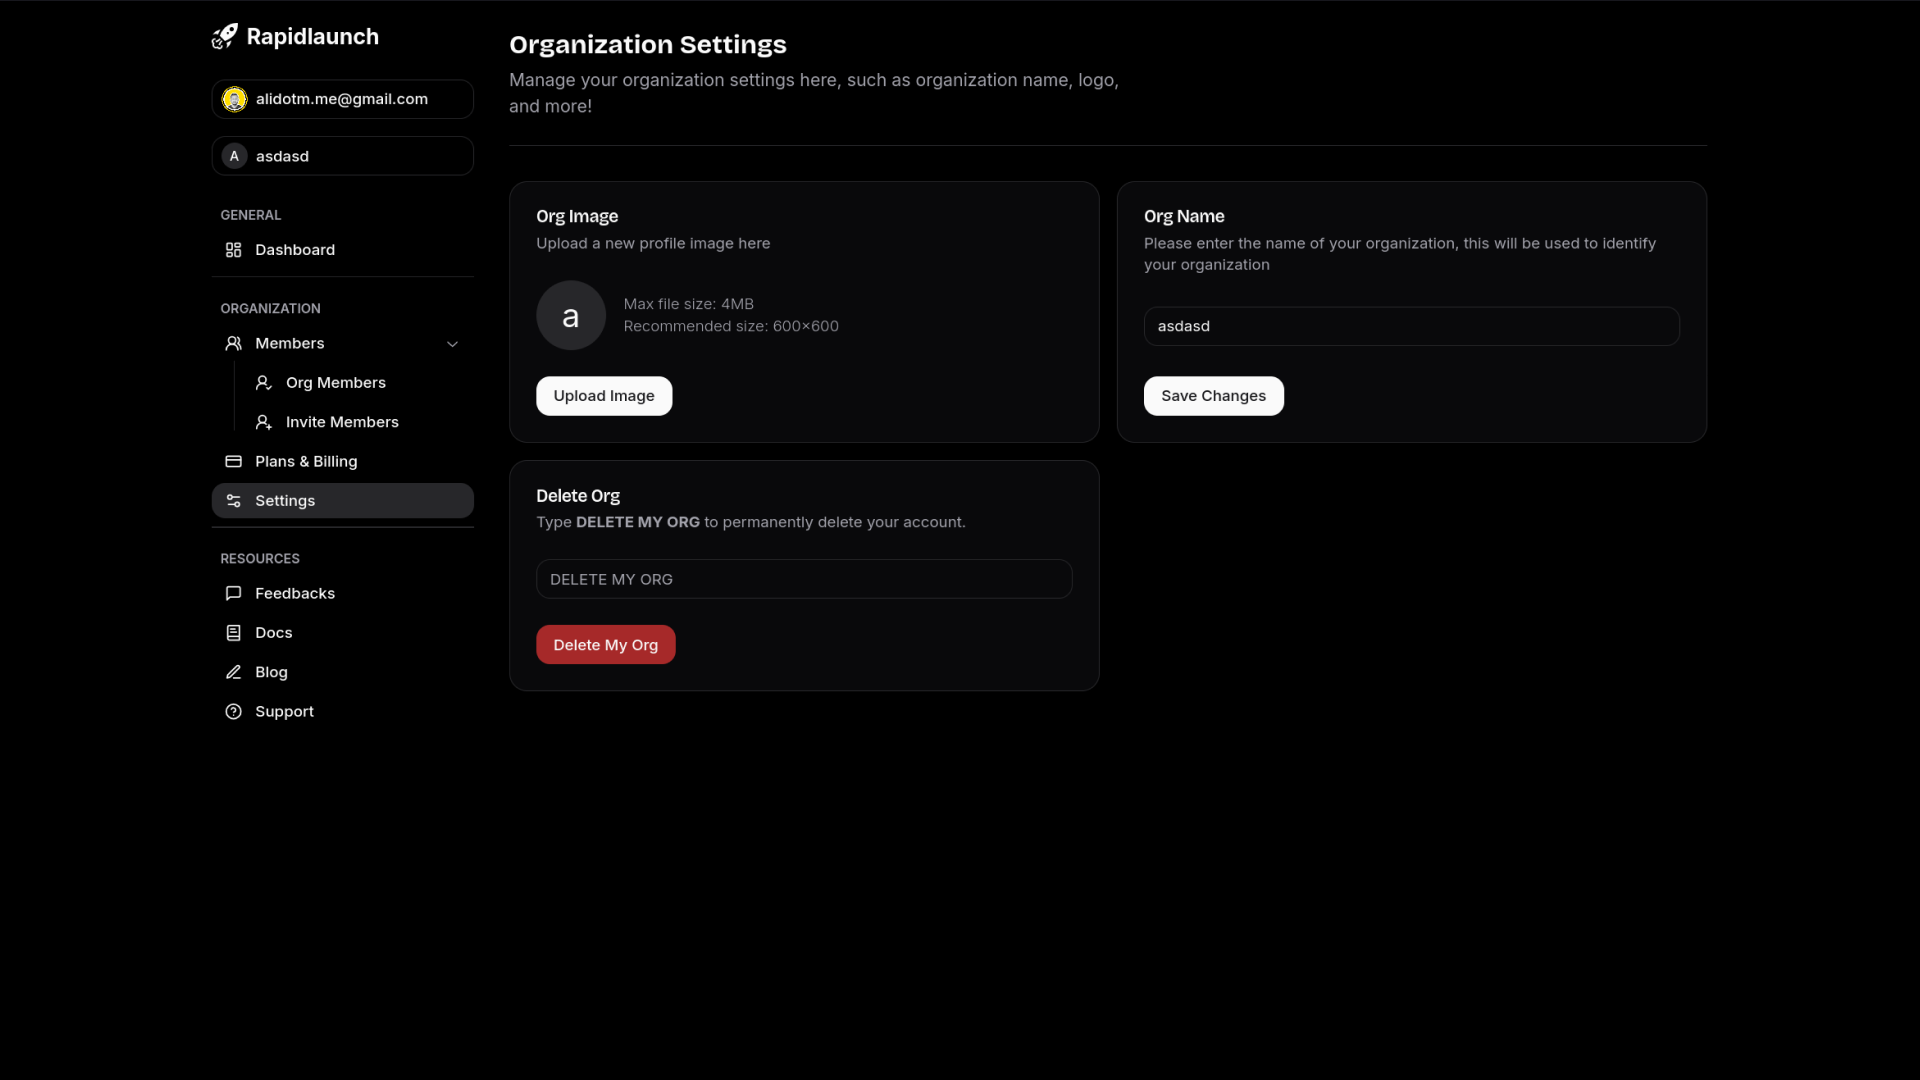 Rapidlaunch
alidotm.me@gmail.com
A asdasd
GENERAL
Dashboard
ORGANIZATION
Members
Org Members
Invite Members
Plans & Billing
Settings
RESOURCES
Feedbacks
Docs
Blog
Support
Organization Settings
Manage your organization settings here, such as organization name, logo,
and more!
Org Image
Upload a new profile image here
a
Max file size: 4MB
Recommended size: 600×600
Upload Image
Org Name
Please enter the name of your organization, this will be used to identify
your organization
asdasd
Save Changes
Delete Org
Type DELETE MY ORG to permanently delete your account.
DELETE MY ORG
Delete My Org